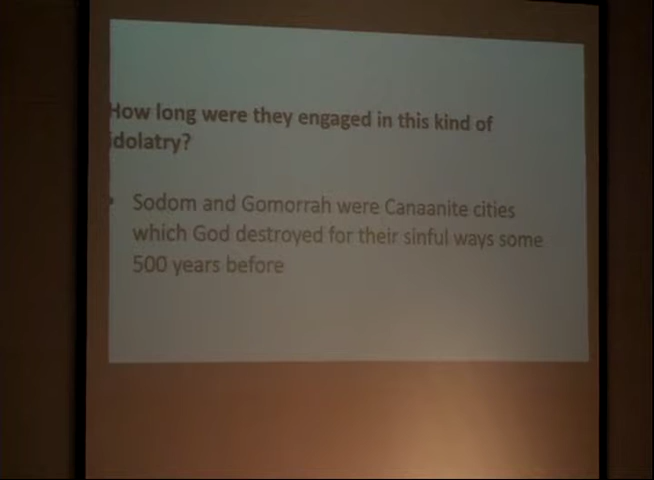 How long were they engaged in this kind of
idolatry?
• Sodom and Gomorrah were Canaanite cities
which God destroyed for their sinful ways some
500 years before